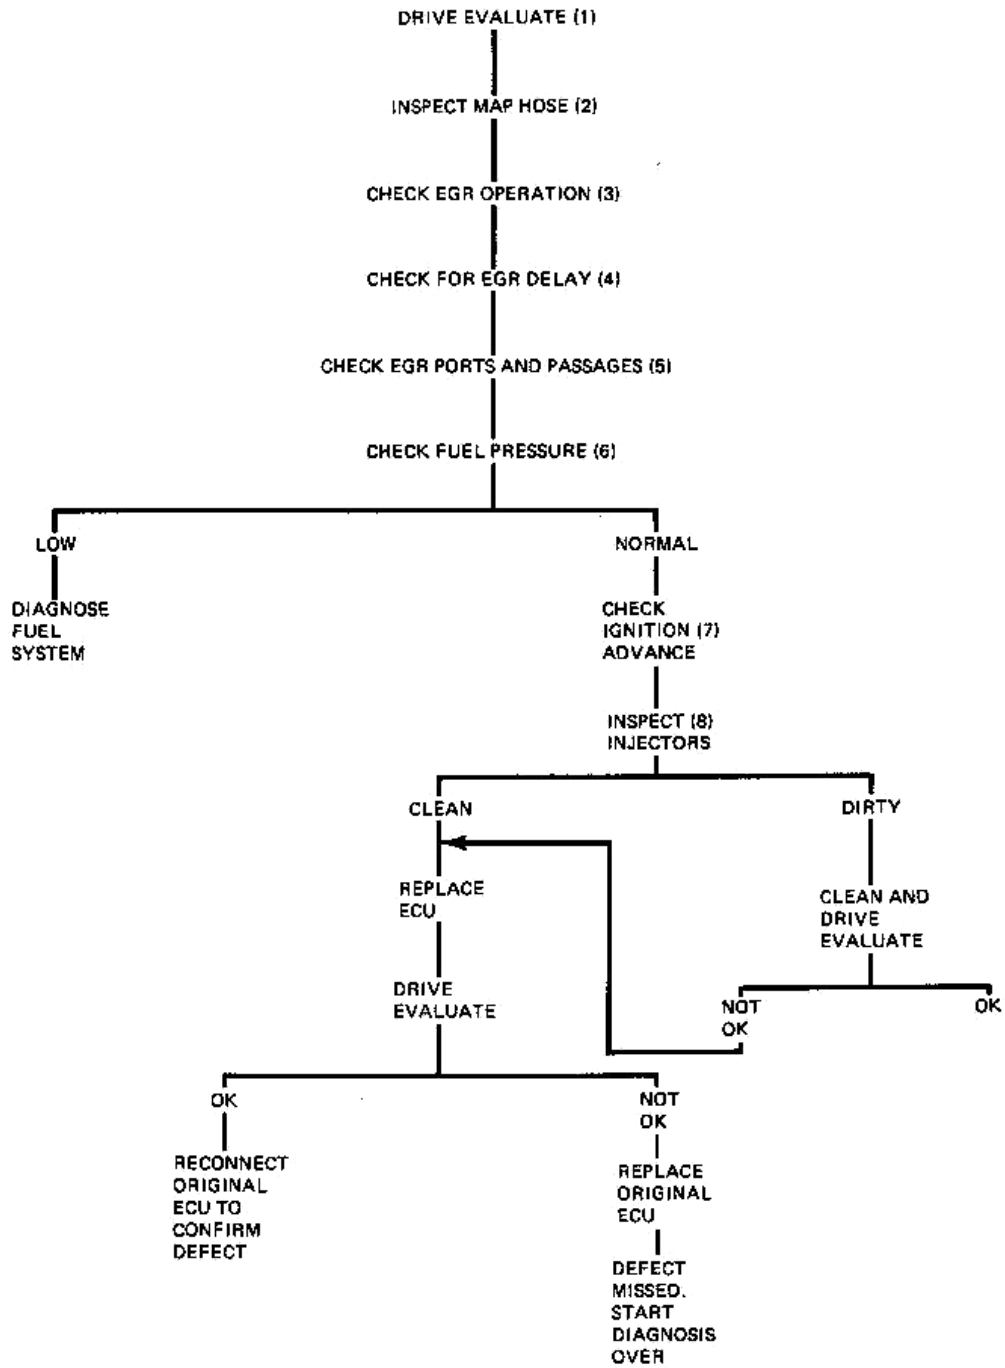 DRIVE EVALUATE (1)
INSPECT MAP HOSE (2)
CHECK EGR OPERATION (3)
CHECK FOR EGR DELAY (4)
CHECK EGR PORTS AND PASSAGES (5)
CHECK FUEL PRESSURE (6)
LOW
DIAGNOSE
FUEL
SYSTEM
NORMAL
CHECK
IGNITION (7)
ADVANCE
INSPECT (8)
INJECTORS
CLEAN
REPLACE
ECU
DRIVE
EVALUATE
DIRTY
CLEAN AND
DRIVE
EVALUATE
NOT
OK
OK
OK
RECONNECT
ORIGINAL
ECU TO
CONFIRM
DEFECT
NOT
OK
REPLACE
ORIGINAL
ECU
DEFECT
MISSED.
START
DIAGNOSIS
OVER